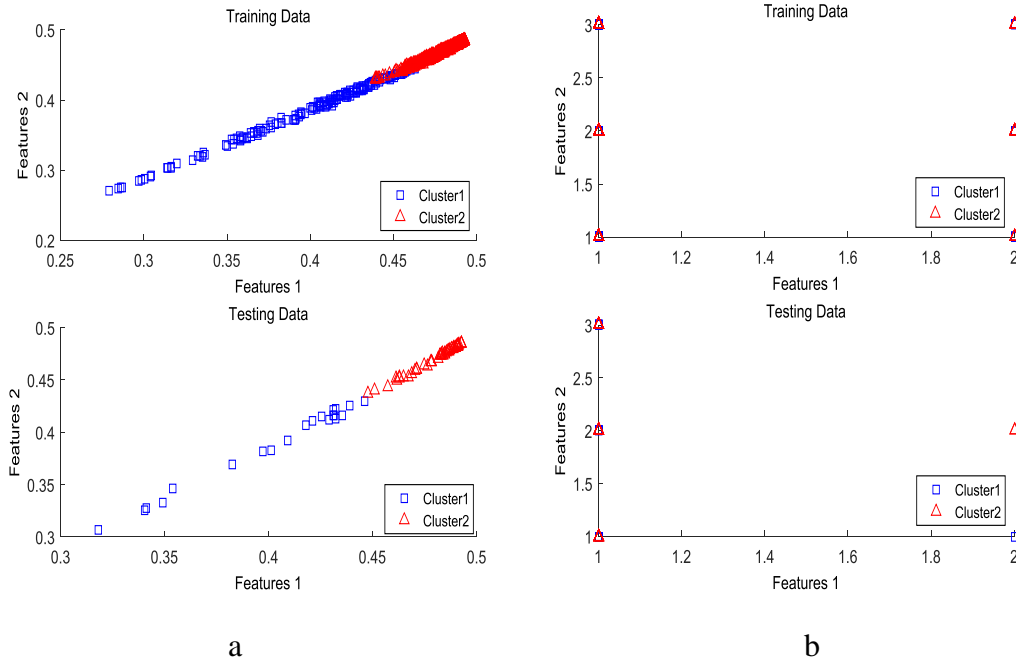 Training Data
0.5
0.4
0.3
0.2
Features 2
Cluster1
Cluster2
0.25
0.3
0.35
0.4
0.45
0.5
Features 1
Training Data
3
2.5
2
1.5
1
Features 2
Cluster1
Cluster2
1
1.2
1.4
1.6
1.8
2
Features 1
Testing Data
0.5
0.45
0.4
0.35
0.3
Features 2
Cluster1
Cluster2
0.3
0.35
0.4
0.45
0.5
Features 1
Testing Data
3
2.5
2
1.5
1
Features 2
Cluster1
Cluster2
1
1.2
1.4
1.6
1.8
2
Features 1
a
b